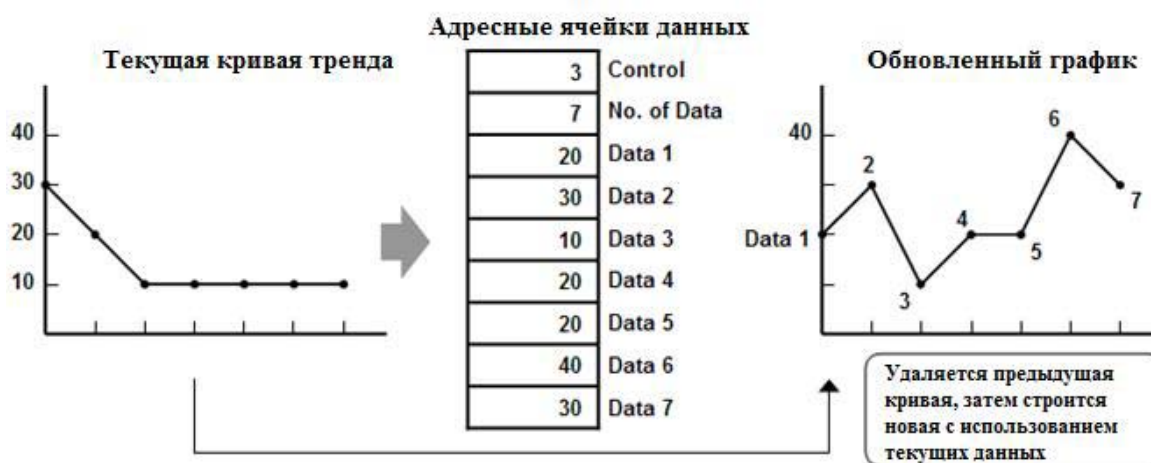 Адресные ячейки данных
Текущая кривая тренда
40
30
20
10
3 Control
7 No. of Data
20 Data 1
30 Data 2
10 Data 3
20 Data 4
20 Data 5
40 Data 6
30 Data 7
Обновленный график
40
Data 1
2
3
4
5
6
7
Удаляется предыдущая
кривая, затем строится
новая с использованием
текущих данных